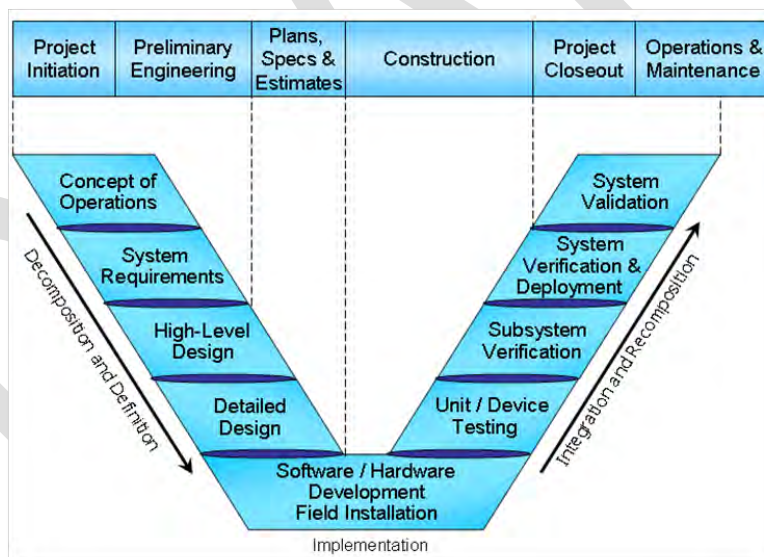 Project
Initiation
Preliminary
Engineering
Plans,
Specs &
Estimates
Construction
Project
Closeout
Operations &
Maintenance
Concept of
Operations
System
Requirements
High-Level
Design
Detailed
Design
Software / Hardware
Development
Field Installation
Unit / Device
Testing
Subsystem
Verification
System
Verification &
Deployment
System
Validation
Decomposition and Definition
Integration and Recomposition
Implementation